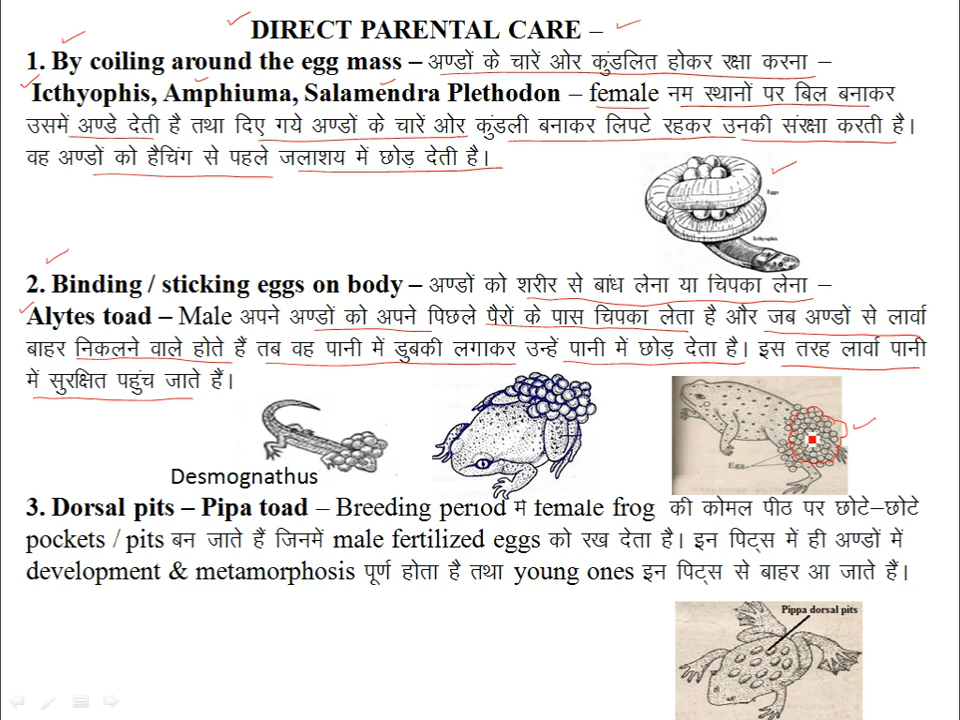 DIRECT PARENTAL CARE –
1. By coiling around the egg mass – अण्डों के चारें ओर कुंडलित होकर रक्षा करना –
Icthyophis, Amphiuma, Salamendra Plethodon – female नम स्थानों पर बिल बनाकर
उसमें अण्डे देती है तथा दिए गये अण्डों के चारें ओर कुंडली बनाकर लिपटे रहकर उनकी संरक्षा करती है।
वह अण्डों को हैचिंग से पहले जलाशय में छोड़ देती है।
Eggs
Icthyophis
2. Binding / sticking eggs on body – अण्डों को शरीर से बांध लेना या चिपका लेना –
Alytes toad – Male अपने अण्डों को अपने पिछले पैरों के पास चिपका लेता है और जब अण्डों से लार्वा
बाहर निकलने वाले होते हैं तब वह पानी में डुबकी लगाकर उन्हें पानी में छोड़ देता है। इस तरह लार्वा पानी
में सुरक्षित पहुंच जाते हैं।
Egg
Desmognathus
3. Dorsal pits – Pipa toad – Breeding period में female frog की कोमल पीठ पर छोटे–छोटे
pockets / pits बन जाते हैं जिनमें male fertilized eggs को रख देता है। इन पिट्स में ही अण्डों में
development & metamorphosis पूर्ण होता है तथा young ones इन पिट्स से बाहर आ जाते हैं।
Pippa dorsal pits